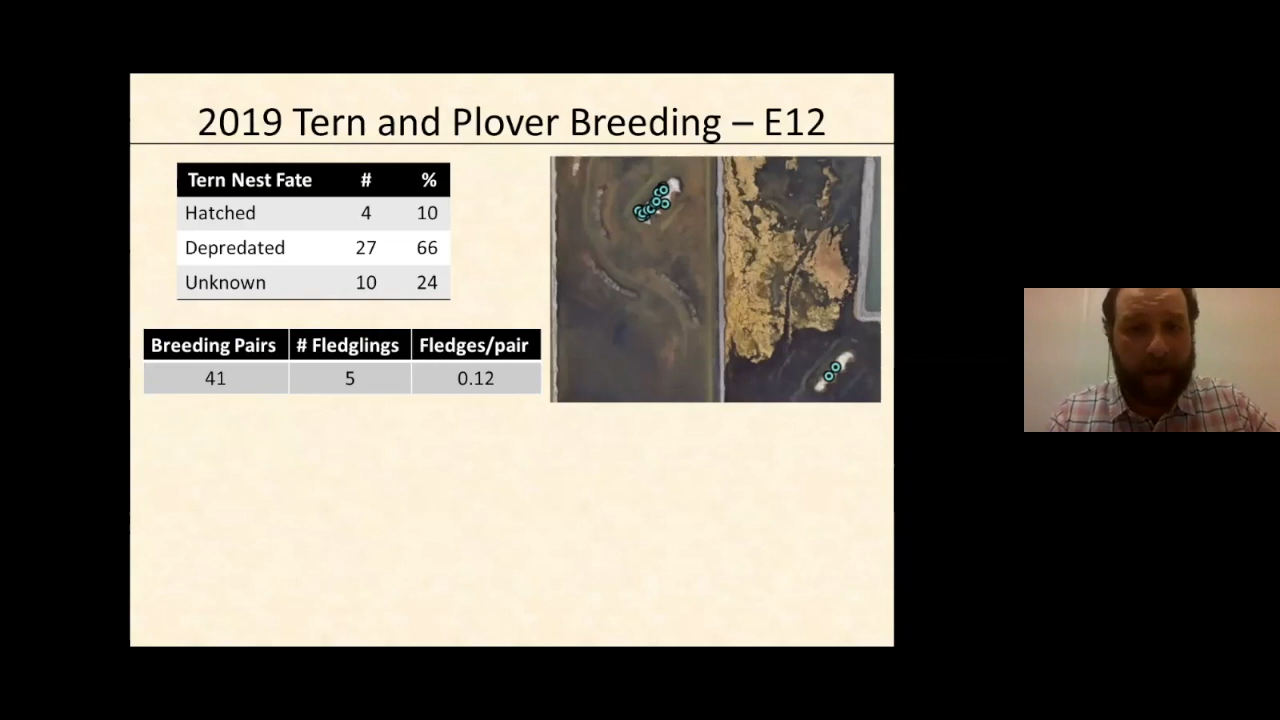 2019 Tern and Plover Breeding – E12
Tern Nest Fate # %
Hatched 4 10
Depredated 27 66
Unknown 10 24
Breeding Pairs # Fledglings Fledges/pair
41 5 0.12